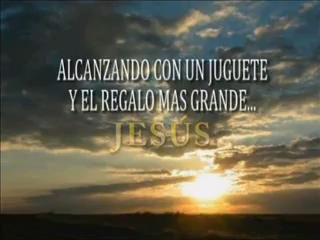 ALCANZANDO CON UN JUGUETE
Y EL REGALO MAS GRANDE...
JESÚS